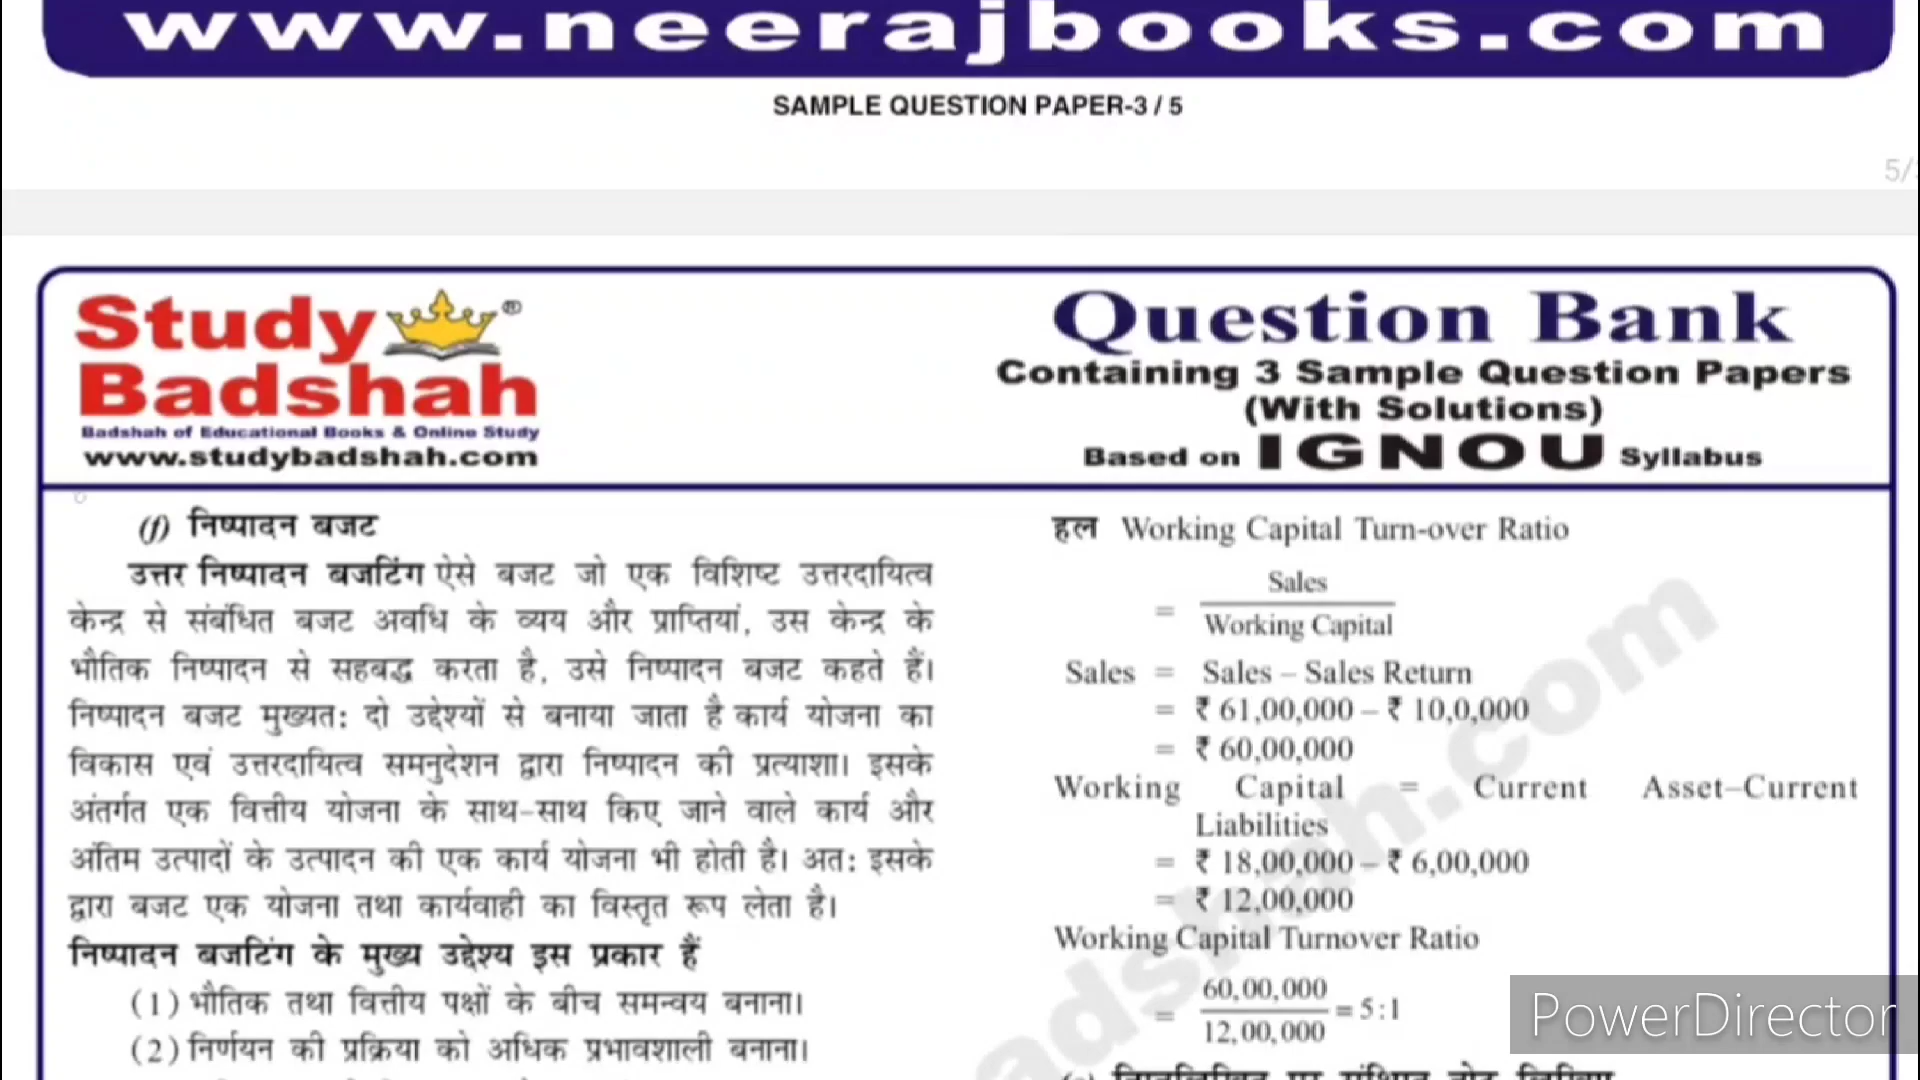 www.neerajbooks.com
SAMPLE QUESTION PAPER-3 / 5
5/
Study ®
Badshah
Badshah of Educational Books & Online Study
www.studybadshah.com
Question Bank
Containing 3 Sample Question Papers
(With Solutions)
Based on IGNOU Syllabus
(f) निष्पादन बजट
उत्तर निष्पादन बजटिंग ऐसे बजट जो एक विशिष्ट उत्तरदायित्व
केन्द्र से संबंधित बजट अवधि के व्यय और प्राप्तियां, उस केन्द्र के
भौतिक निष्पादन से सहबद्ध करता है, उसे निष्पादन बजट कहते हैं।
निष्पादन बजट मुख्यत: दो उद्देश्यों से बनाया जाता है कार्य योजना का
विकास एवं उत्तरदायित्व समनुदेशन द्वारा निष्पादन की प्रत्याशा। इसके
अंतर्गत एक वित्तीय योजना के साथ-साथ किए जाने वाले कार्य और
अंतिम उत्पादों के उत्पादन की एक कार्य योजना भी होती है। अत: इसके
द्वारा बजट एक योजना तथा कार्यवाही का विस्तृत रूप लेता है।
निष्पादन बजटिंग के मुख्य उद्देश्य इस प्रकार हैं
(1) भौतिक तथा वित्तीय पक्षों के बीच समन्वय बनाना।
(2) निर्णयन की प्रक्रिया को अधिक प्रभावशाली बनाना।
हल Working Capital Turn-over Ratio
= Sales
Working Capital
Sales = Sales – Sales Return
= ₹ 61,00,000 – ₹ 10,0,000
= ₹ 60,00,000
Working Capital = Current Asset–Current
Liabilities
= ₹ 18,00,000 – ₹ 6,00,000
= ₹ 12,00,000
Working Capital Turnover Ratio
= 60,00,000
12,00,000 = 5:1
adshah.com
PowerDirector